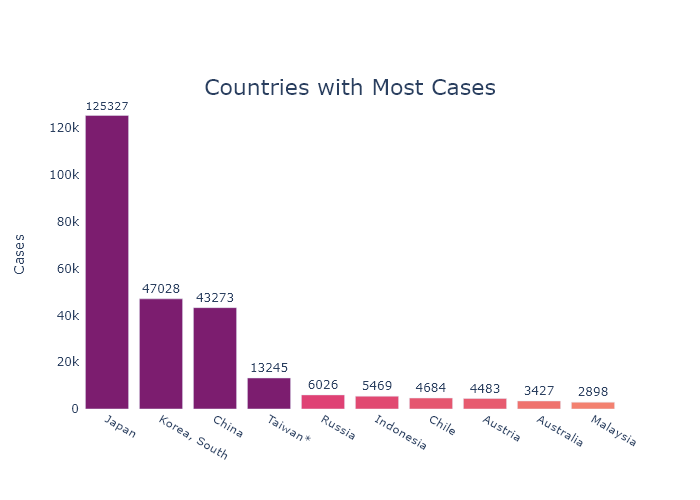 Countries with Most Cases
125327
120k
100k
80k
60k
47028
43273
40k
20k
13245
6026
5469
4684
4483
3427
2898
0
Cases
Japan
Korea, South
China
Taiwan*
Russia
Indonesia
Chile
Austria
Australia
Malaysia